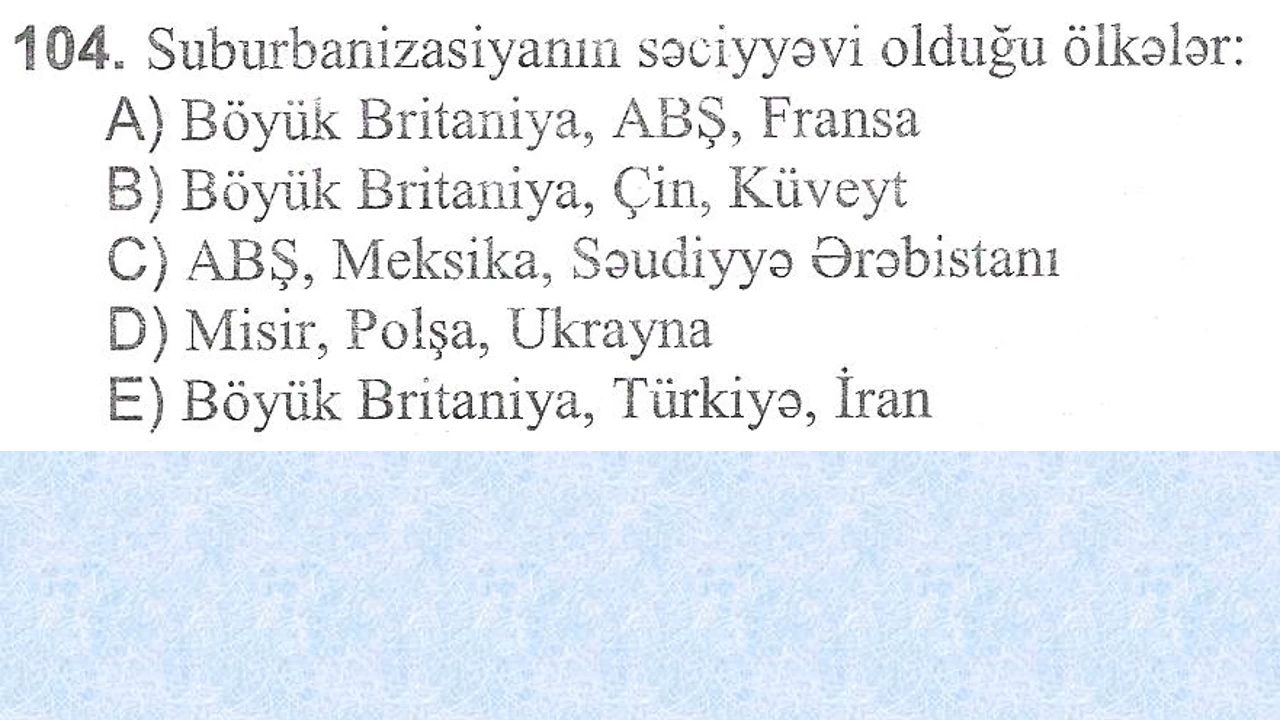 104. Suburbanizasiyanın səciyyəvi olduğu ölkələr:
A) Böyük Britaniya, ABŞ, Fransa
B) Böyük Britaniya, Çin, Küveyt
C) ABŞ, Meksika, Səudiyyə Ərəbistanı
D) Misir, Polşa, Ukrayna
E) Böyük Britaniya, Türkiyə, İran